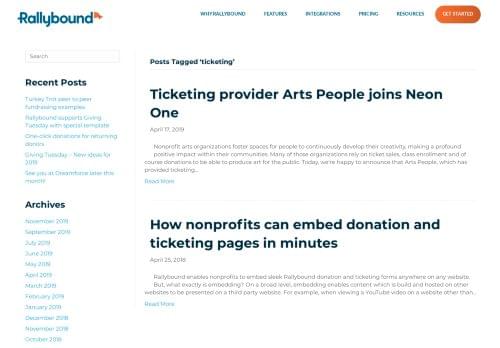 Rallybound
WHY RALLYBOUND
FEATURES
INTEGRATIONS
PRICING
RESOURCES
GET STARTED
Search
Recent Posts
Turkey Trot peer to peer
fundraising examples
Rallybound supports Giving
Tuesday with special template
One-click donations for returning
donors
Giving Tuesday – New ideas for
2019
See you at Dreamforce later this
month!
Archives
November 2019
September 2019
July 2019
June 2019
May 2019
April 2019
March 2019
February 2019
January 2019
December 2018
November 2018
October 2018
Posts Tagged ‘ticketing’
Ticketing provider Arts People joins Neon
One
April 17, 2019
Nonprofit arts organizations foster spaces for people to continuously develop their creativity, making a profound
positive impact within their communities. Many of those organizations rely on ticket sales, class enrollment and of
course donations to be able to produce art for the public. Today, we’re happy to announce that Arts People, which has
provided ticketing...
Read More
How nonprofits can embed donation and
ticketing pages in minutes
April 25, 2018
Rallybound enables nonprofits to embed sleek Rallybound donation and ticketing forms anywhere on any website.
But, what exactly is embedding? On a broad level, embedding enables content which is build and hosted on other
websites to be presented on a third party website. For example, when viewing a YouTube video on a website other than...
Read More